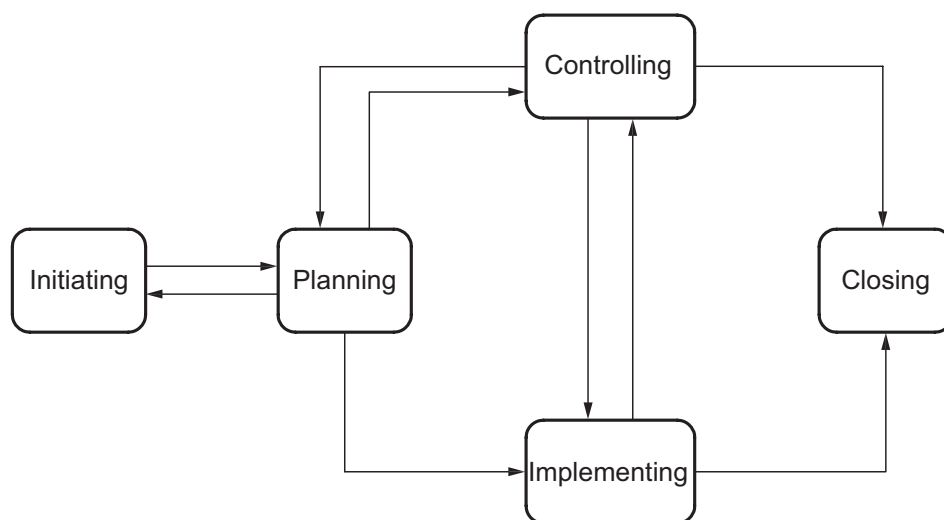 Controlling
Initiating
Planning
Closing
Implementing